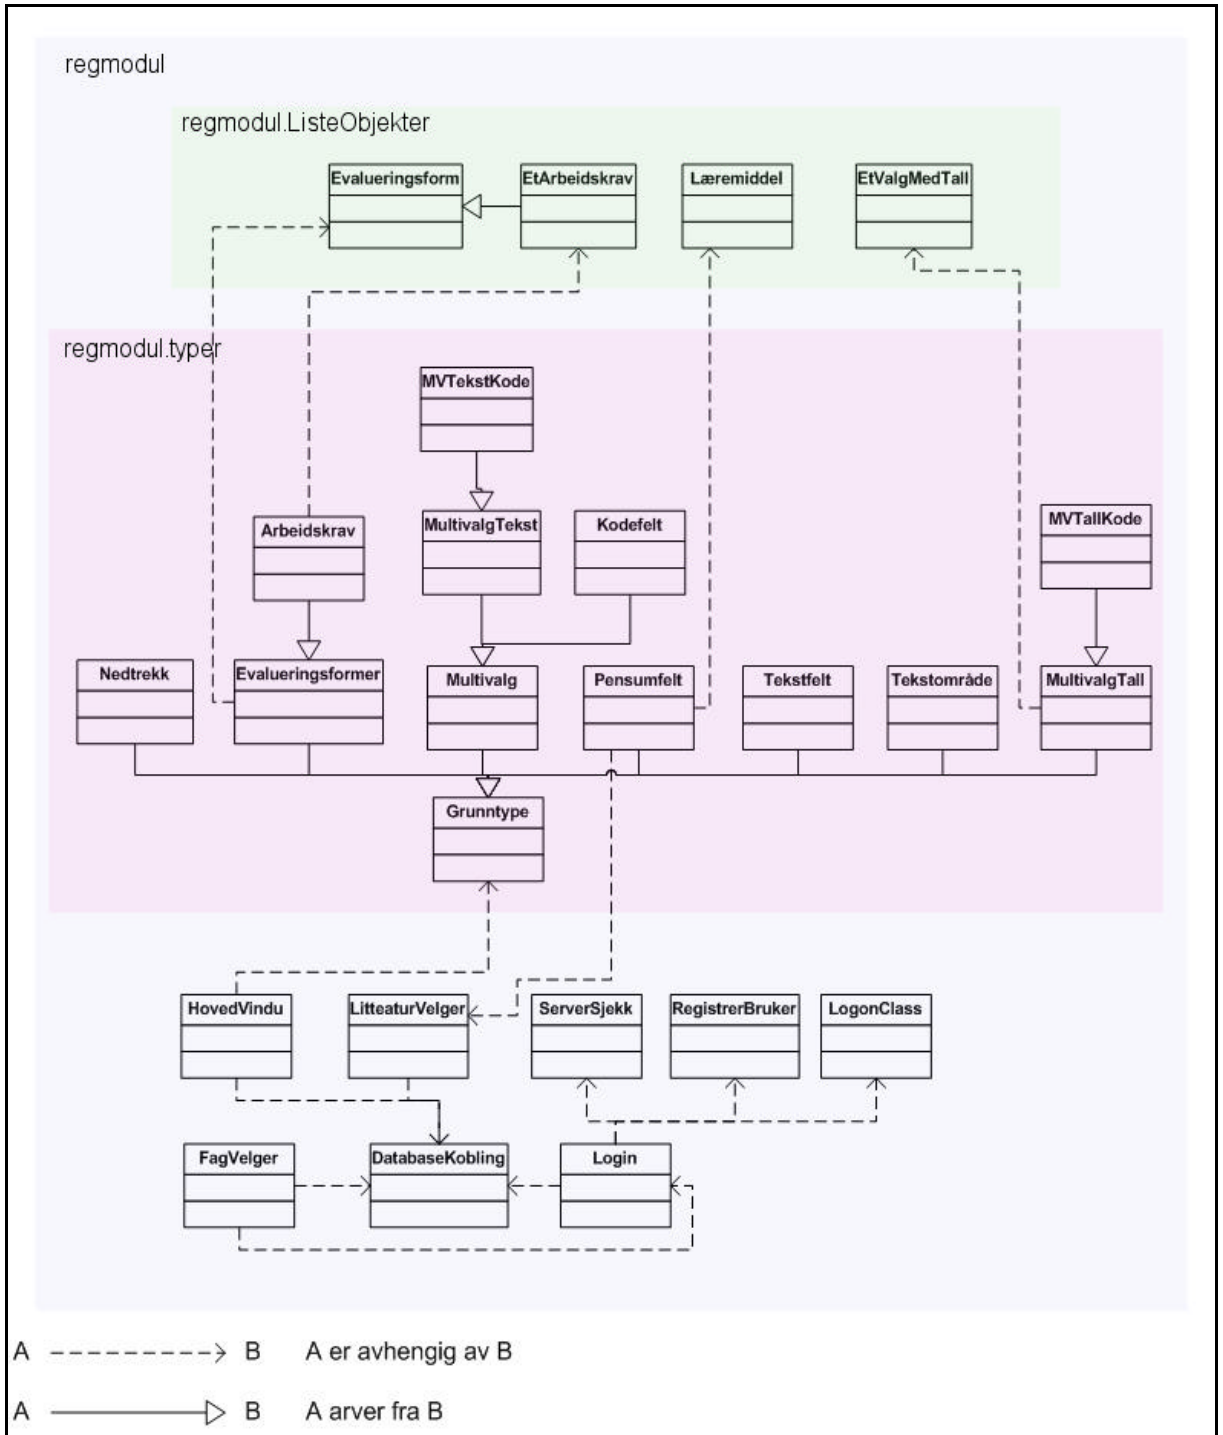 regmodul
regmodul.ListeObjekter
Evalueringsform EtArbeidskrav Læremiddel EtValgMedTall
regmodul.typer
MVTekstKode
Arbeidskrav MultivalgTekst Kodefelt MVTallKode
Nedtrekk Evalueringsformer Multivalg Pensumfelt Tekstfelt Tekstområde MultivalgTall
Grunntype
HovedVindu LitteaturVelger ServerSjekk RegistrerBruker LogonClass
FagVelger DatabaseKobling Login
A B A er avhengig av B
A B A arver fra B